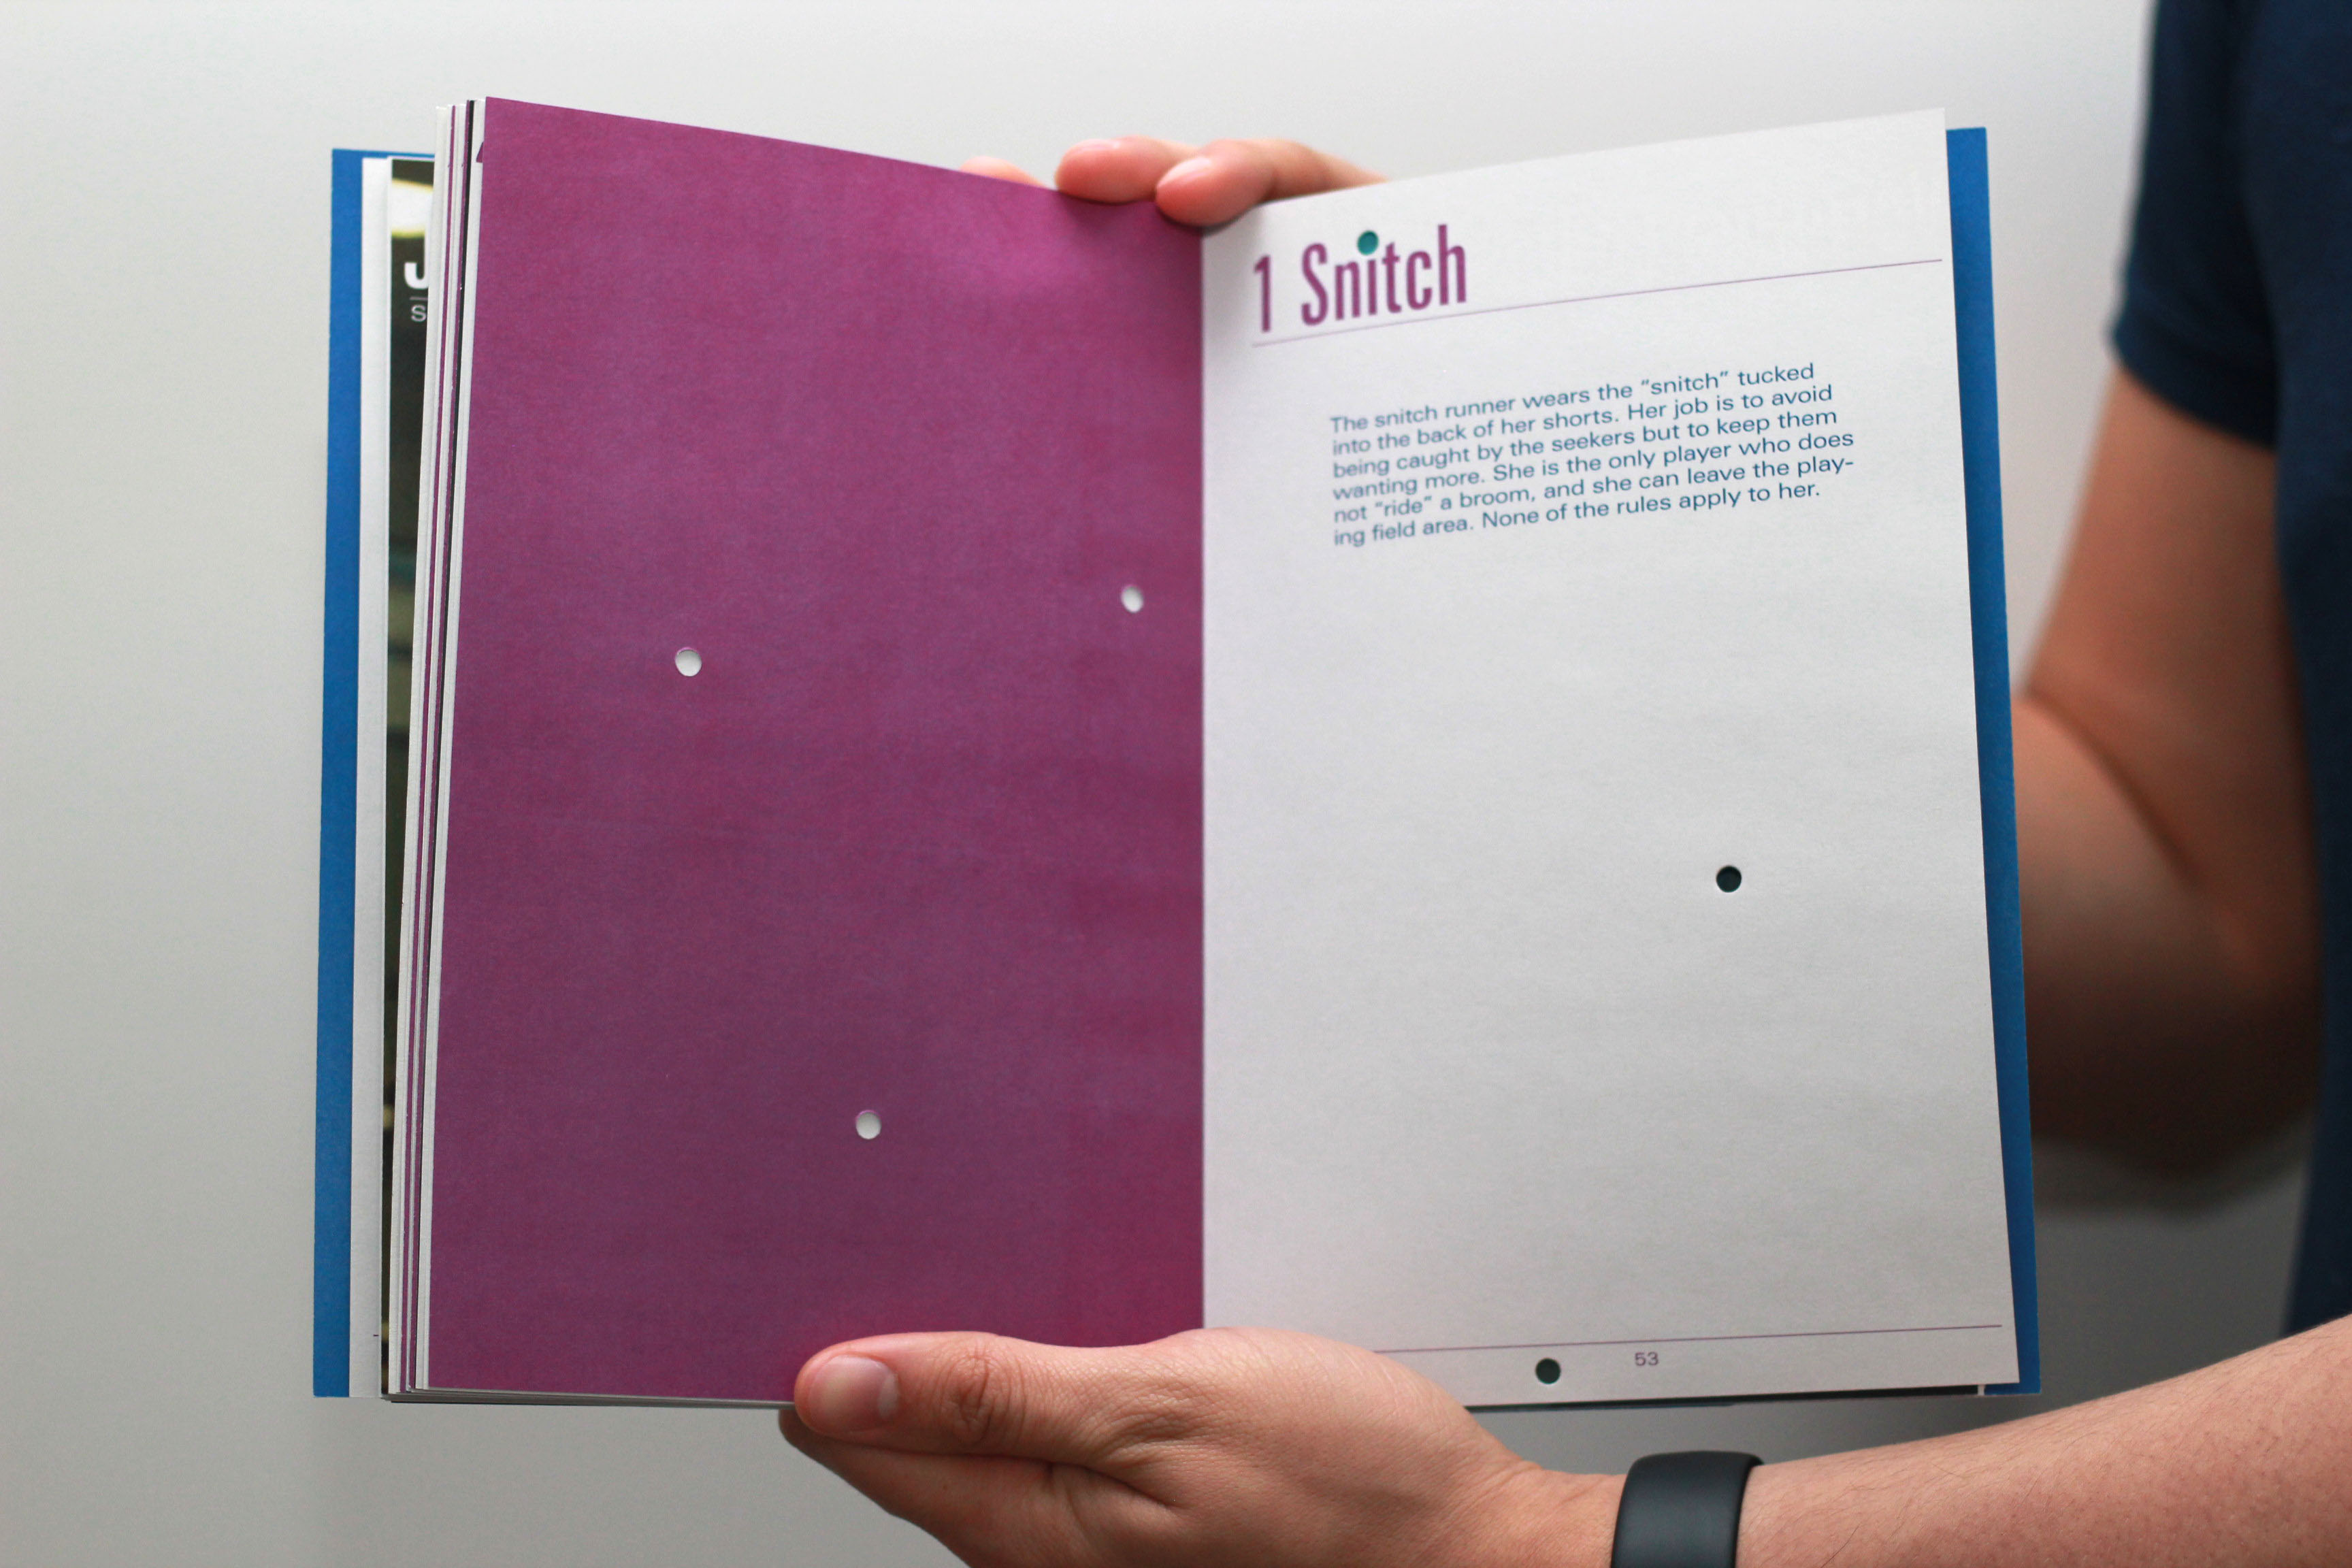 J
S
1 Snitch
The snitch runner wears the “snitch” tucked
into the back of her shorts. Her job is to avoid
being caught by the seekers but to keep them
wanting more. She is the only player who does
not “ride” a broom, and she can leave the play-
ing field area. None of the rules apply to her.
53